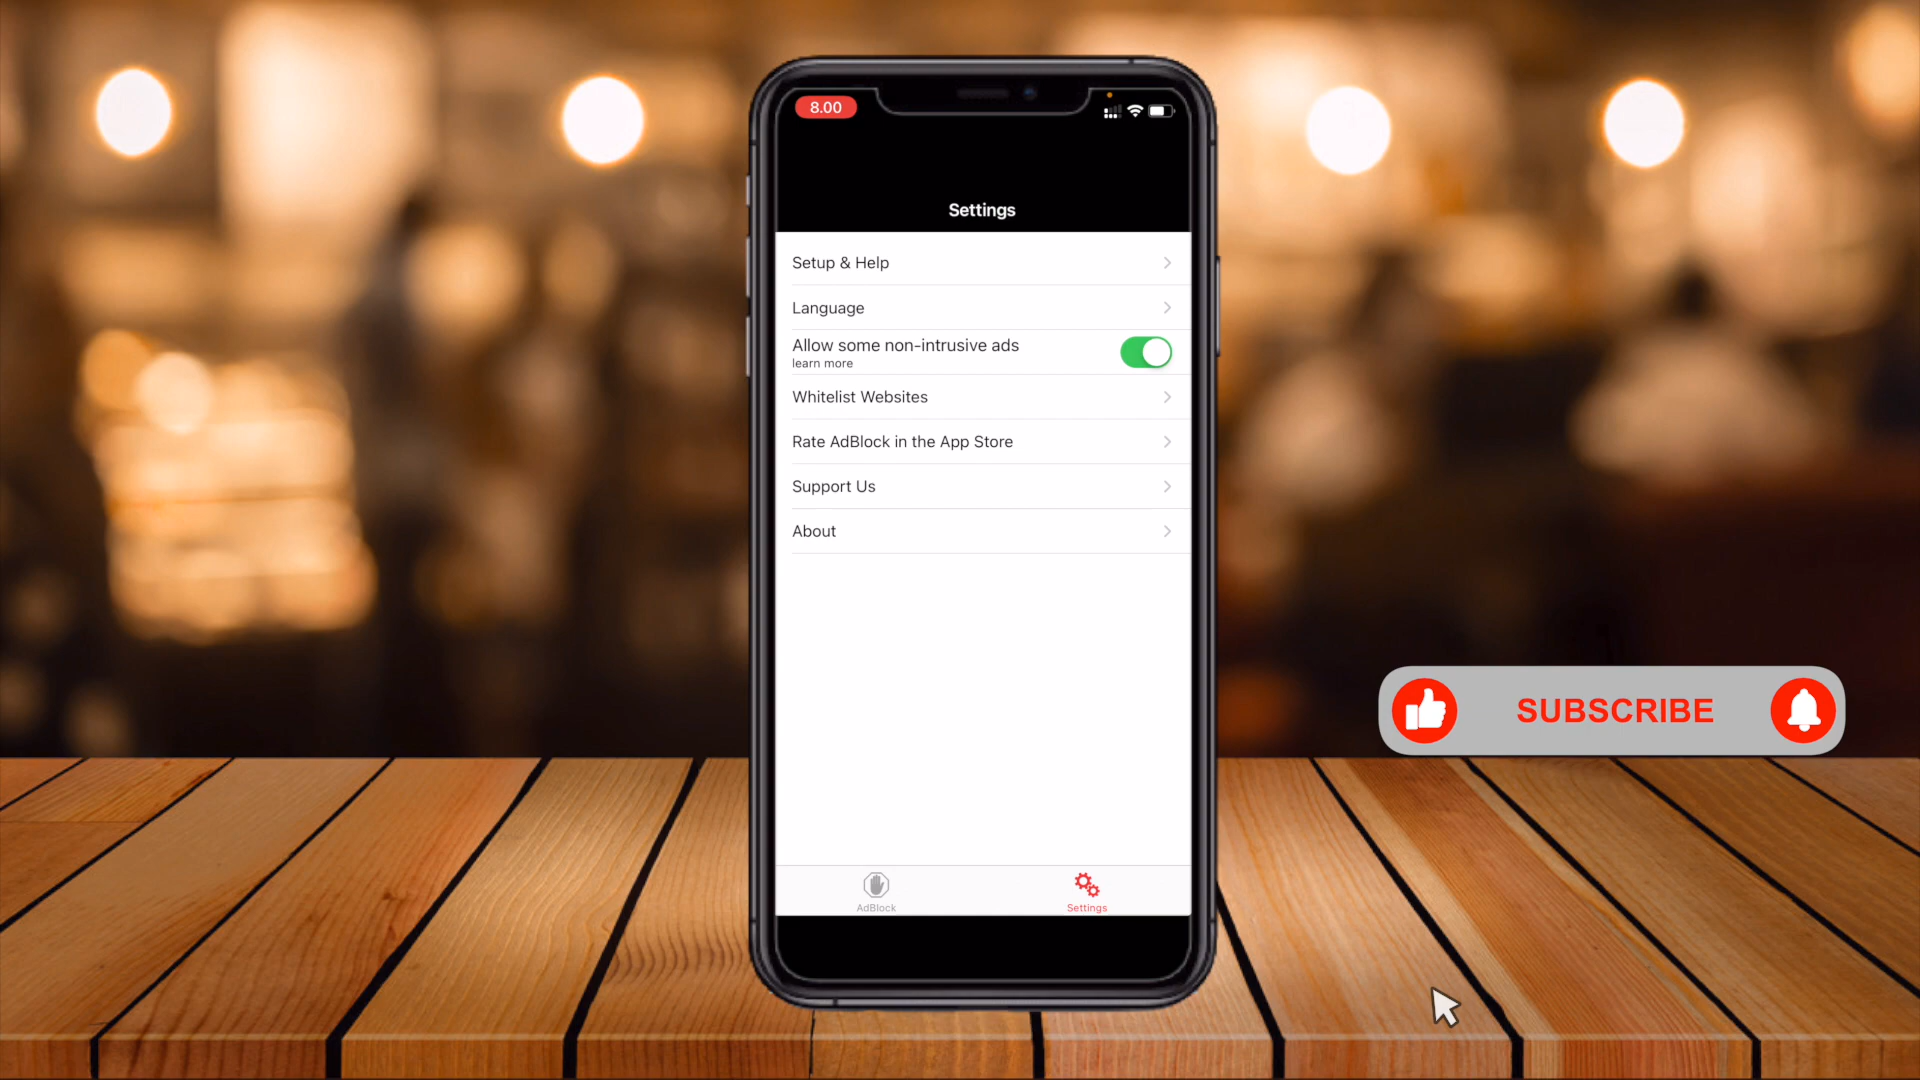 8.00
Settings
Setup & Help
Language
Allow some non-intrusive ads
learn more
Whitelist Websites
Rate AdBlock in the App Store
Support Us
About
SUBSCRIBE
AdBlock
Settings